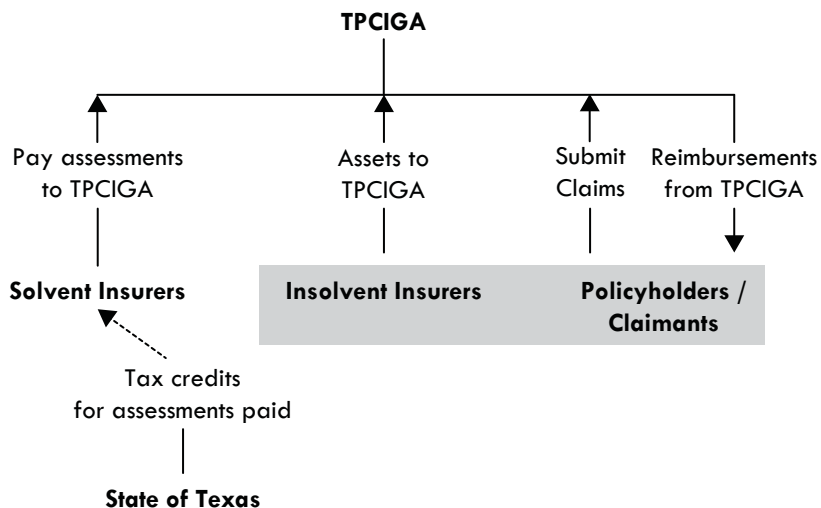 TPCIGA
Pay assessments
to TPCIGA
Assets to
TPCIGA
Submit
Claims
Reimbursements
from TPCIGA
Solvent Insurers
Insolvent Insurers
Policyholders /
Claimants
Tax credits
for assessments paid
State of Texas